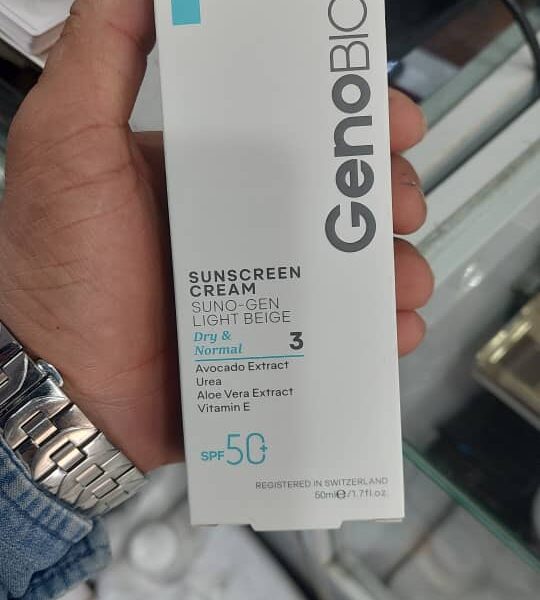 GenoBIO
SUNSCREEN
CREAM
SUNO-GEN
LIGHT BEIGE
Dry &
Normal
3
Avocado Extract
Urea
Aloe Vera Extract
Vitamin E
SPF50+
REGISTERED IN SWITZERLAND
50ml℮/1.7fl.oz.